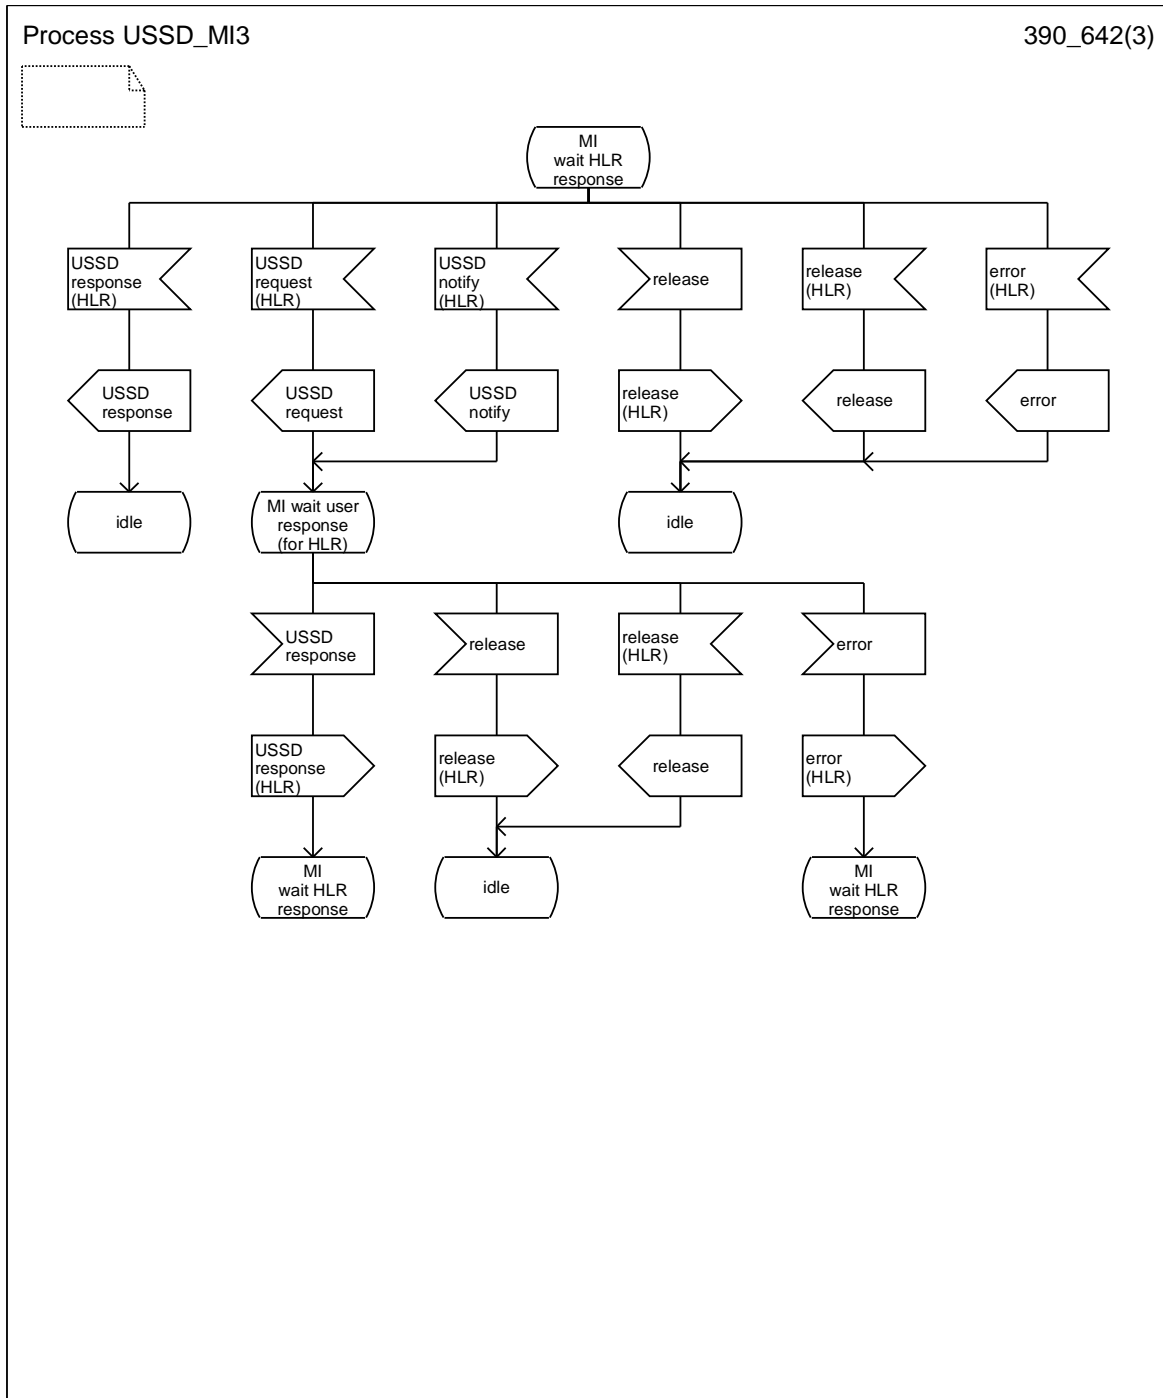 Process USSD_MI3
390_642(3)
MI
wait HLR
response
USSD
response
(HLR)
USSD
request
(HLR)
USSD
notify
(HLR)
release
release
(HLR)
error
(HLR)
USSD
response
USSD
request
USSD
notify
release
(HLR)
release
error
idle
MI wait user
response
(for HLR)
idle
USSD
response
release
release
(HLR)
error
USSD
response
(HLR)
release
(HLR)
release
error
(HLR)
MI
wait HLR
response
idle
MI
wait HLR
response